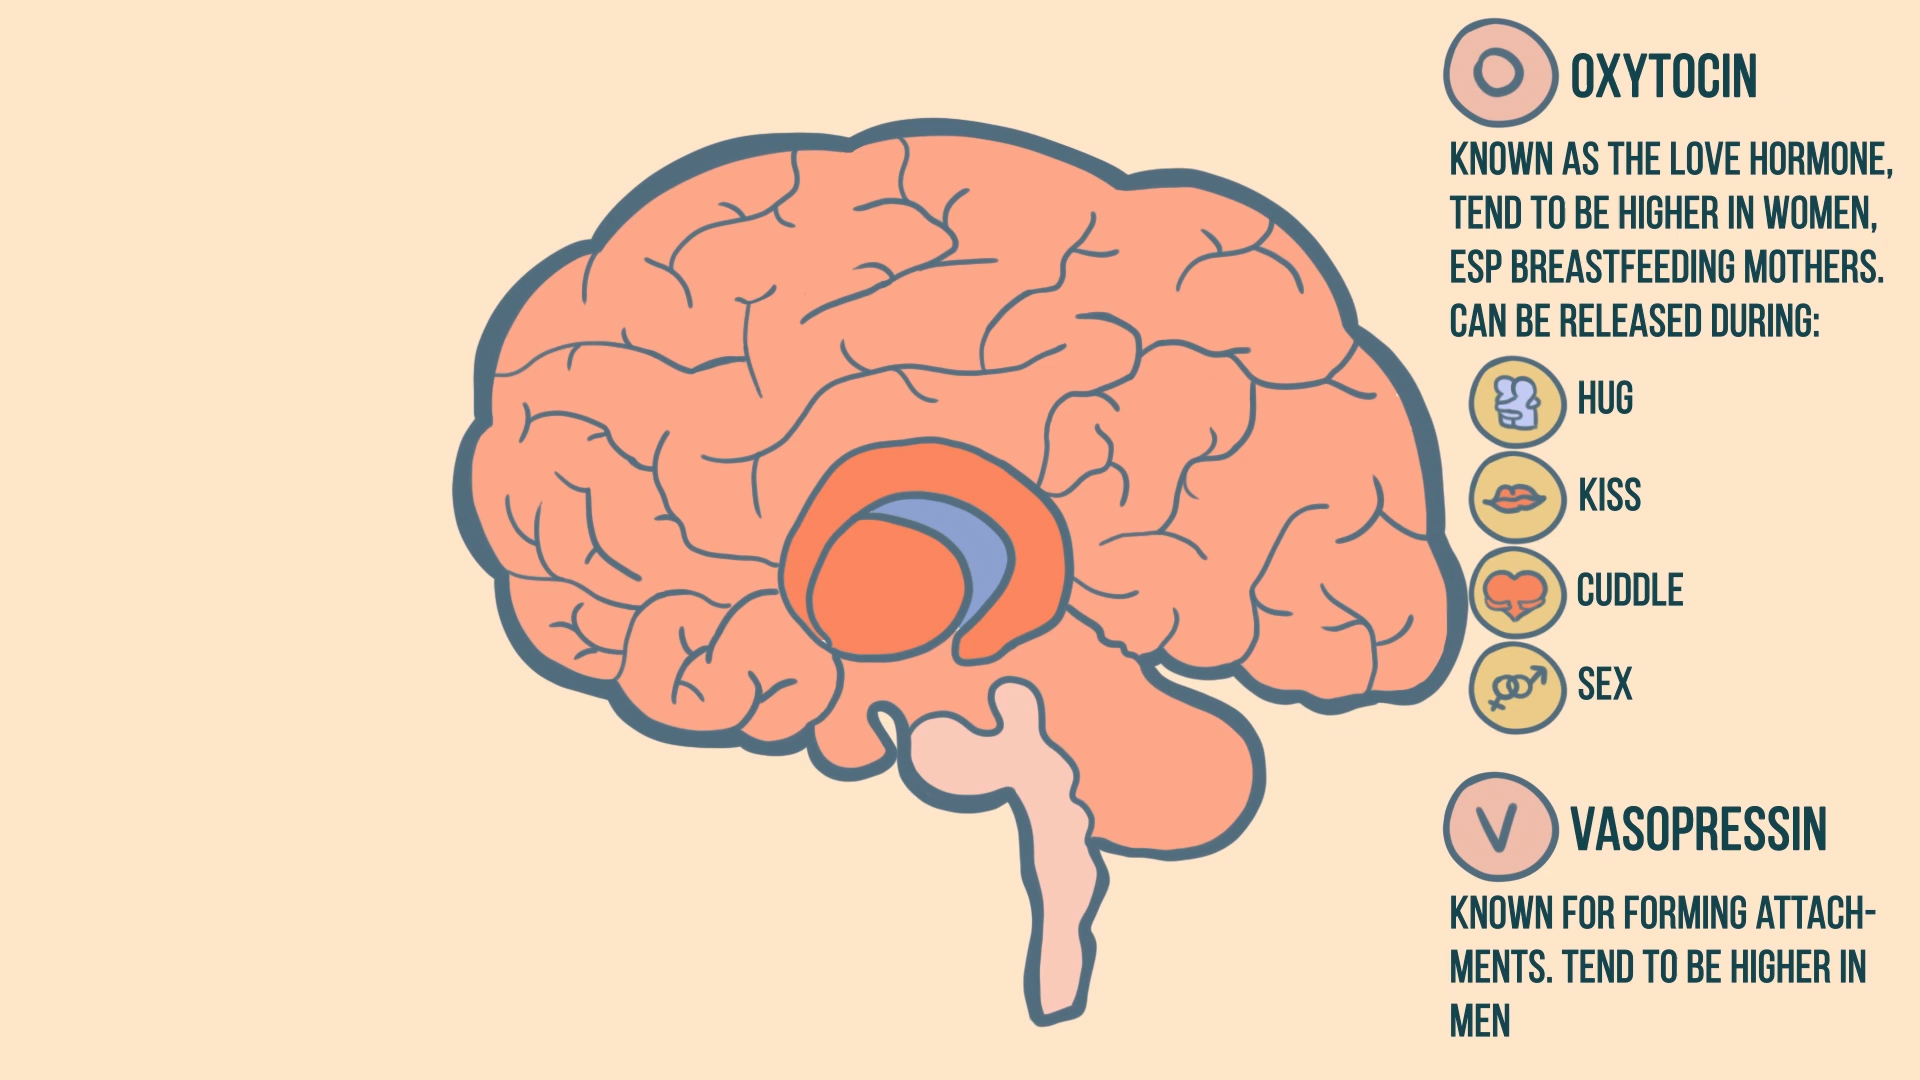 O OXYTOCIN
KNOWN AS THE LOVE HORMONE,
TEND TO BE HIGHER IN WOMEN,
ESP BREASTFEEDING MOTHERS.
CAN BE RELEASED DURING:
HUG
KISS
CUDDLE
SEX
V VASOPRESSIN
KNOWN FOR FORMING ATTACH-
MENTS. TEND TO BE HIGHER IN
MEN